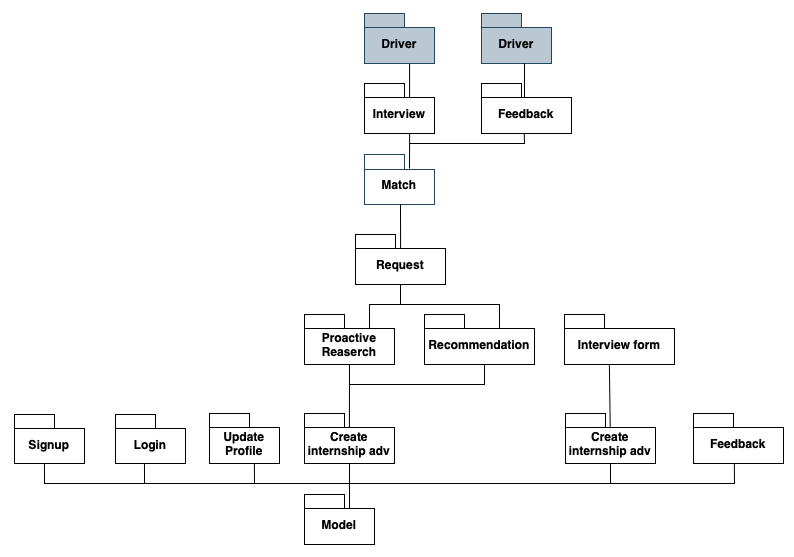 Driver
Driver
Interview
Feedback
Match
Request
Proactive
Reaserch
Recommendation
Interview form
Signup
Login
Update
Profile
Create
internship adv
Create
internship adv
Feedback
Model